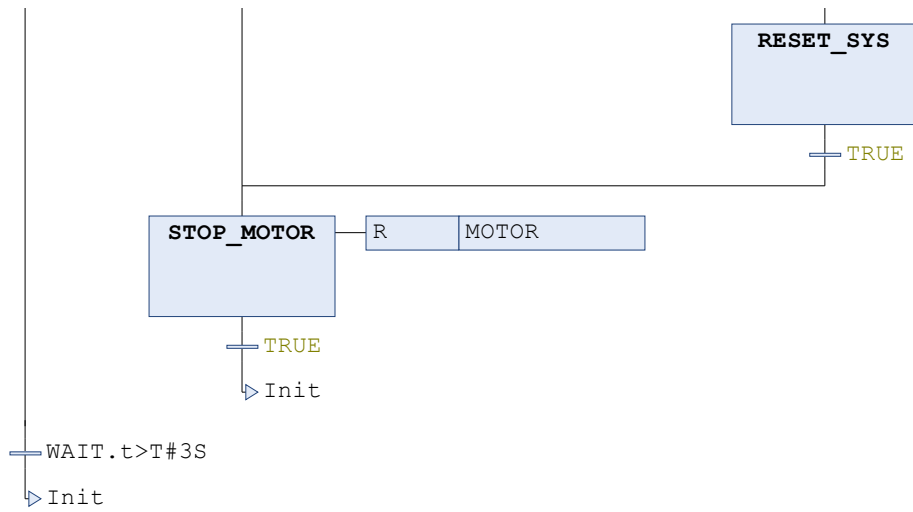 RESET_SYS
TRUE
STOP_MOTOR R MOTOR
TRUE
Init
WAIT.t>T#3S
Init